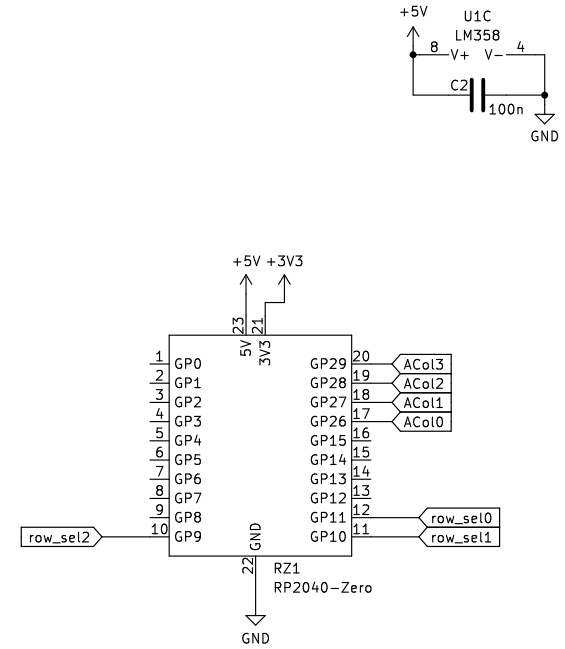 +5V
U1C
LM358
8 V+ V- 4
C2
100n
GND
+5V +3V3
23 21
5V 3V3
1 GP0 GP29 20 ACol3
2 GP1 GP28 19 ACol2
3 GP2 GP27 18 ACol1
4 GP3 GP26 17 ACol0
5 GP4 GP15 16
6 GP5 GP14 15
7 GP6 GP13 14
8 GP7 GP12 13
9 GP8 GP11 12 row_sel0
row_sel2 10 GP9 GP10 11 row_sel1
GND
22
RZ1
RP2040-Zero
GND